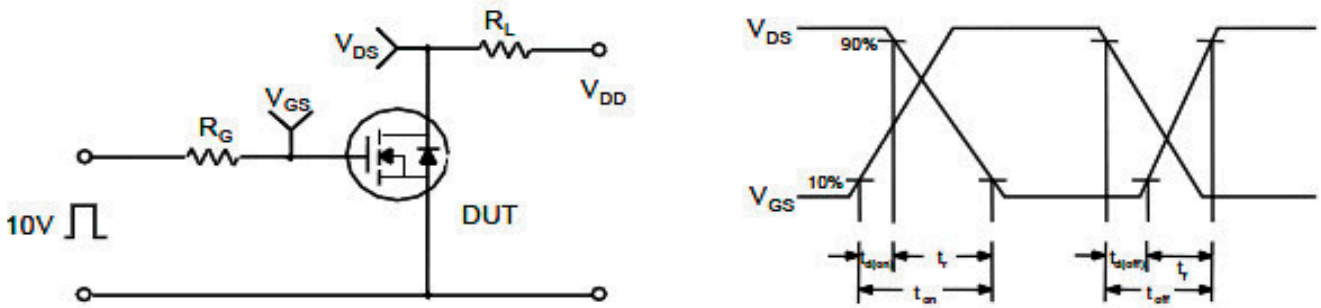 R_L
V_DS
V_DD
V_GS
R_G
10V
DUT
V_DS
90%
10%
V_GS
t_d(on)
t_r
t_d(off)
t_f
t_on
t_off